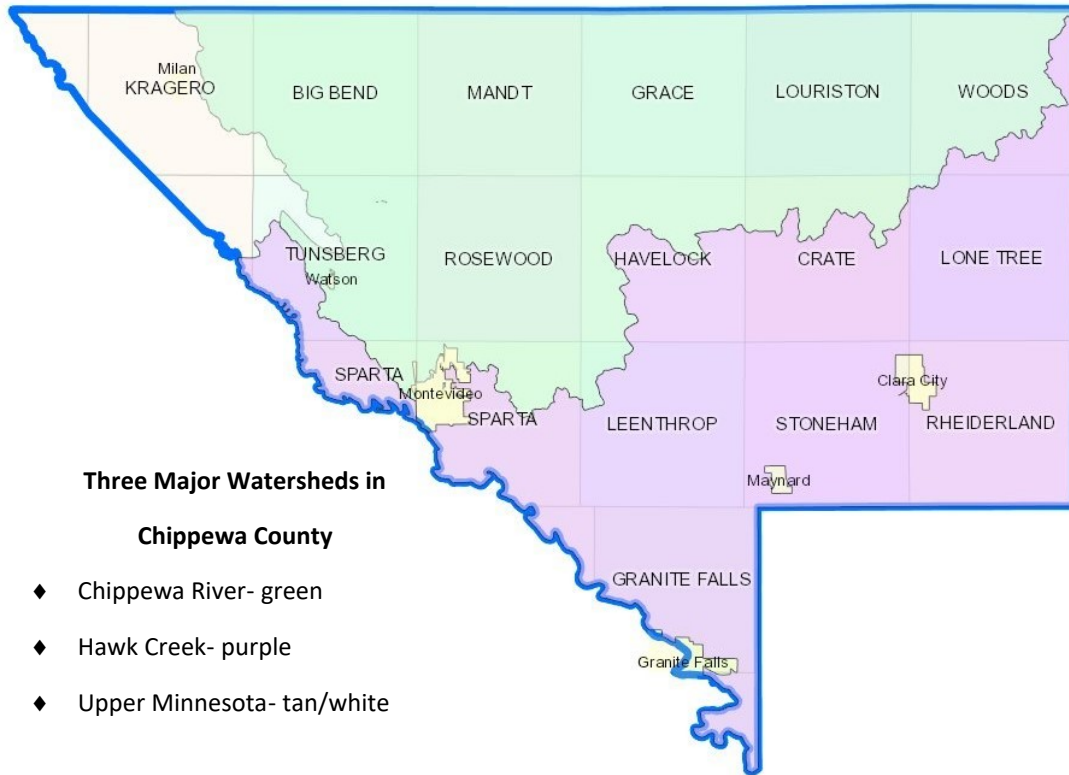 Milan
KRAGERO
BIG BEND
MANDT
GRACE
LOURISTON
WOODS
TUNSBERG
Watson
ROSEWOOD
HAVELOCK
CRATE
LONE TREE
SPARTA
Montevideo
SPARTA
LEENTHROP
STONEHAM
Clara City
RHEIDERLAND
Maynard
GRANITE FALLS
Granite Falls
Three Major Watersheds in
Chippewa County
♦ Chippewa River- green
♦ Hawk Creek- purple
♦ Upper Minnesota- tan/white